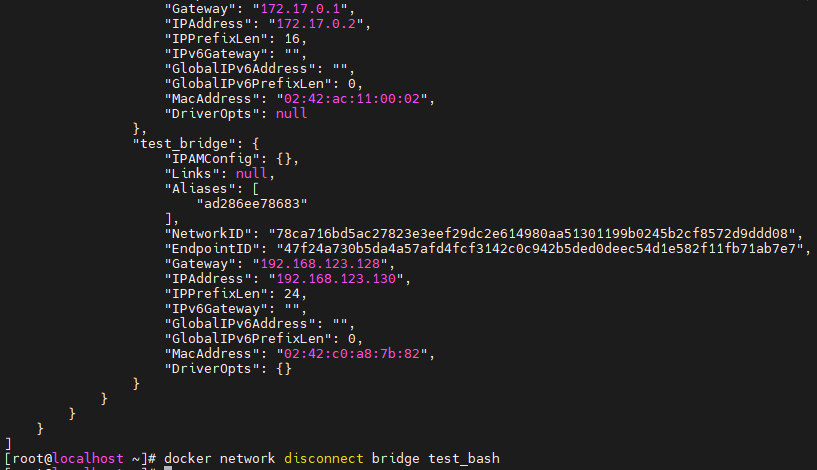 "Gateway": "172.17.0.1",
"IPAddress": "172.17.0.2",
"IPPrefixLen": 16,
"IPv6Gateway": "",
"GlobalIPv6Address": "",
"GlobalIPv6PrefixLen": 0,
"MacAddress": "02:42:ac:11:00:02",
"DriverOpts": null
},
"test_bridge": {
"IPAMConfig": {},
"Links": null,
"Aliases": [
"ad286ee78683"
],
"NetworkID": "78ca716bd5ac27823e3eef29dc2e614980aa51301199b0245b2cf8572d9ddd08",
"EndpointID": "47f24a730b5da4a57afd4fcf3142c0c942b5ded0deec54d1e582f11fb71ab7e7",
"Gateway": "192.168.123.128",
"IPAddress": "192.168.123.130",
"IPPrefixLen": 24,
"IPv6Gateway": "",
"GlobalIPv6Address": "",
"GlobalIPv6PrefixLen": 0,
"MacAddress": "02:42:c0:a8:7b:82",
"DriverOpts": {}
}
}
}
}
]
[root@localhost ~]# docker network disconnect bridge test_bash
[root@localhost ~]#